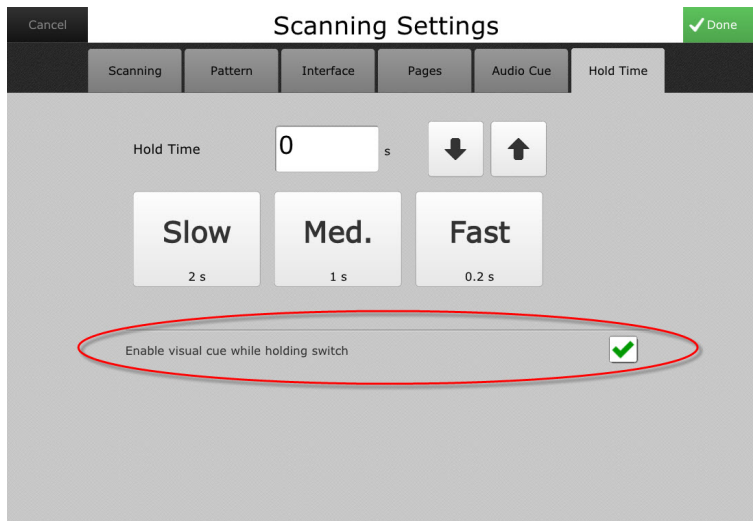 Cancel
Scanning Settings
Done
Scanning
Pattern
Interface
Pages
Audio Cue
Hold Time
Hold Time
0
s
Slow
2 s
Med.
1 s
Fast
0.2 s
Enable visual cue while holding switch